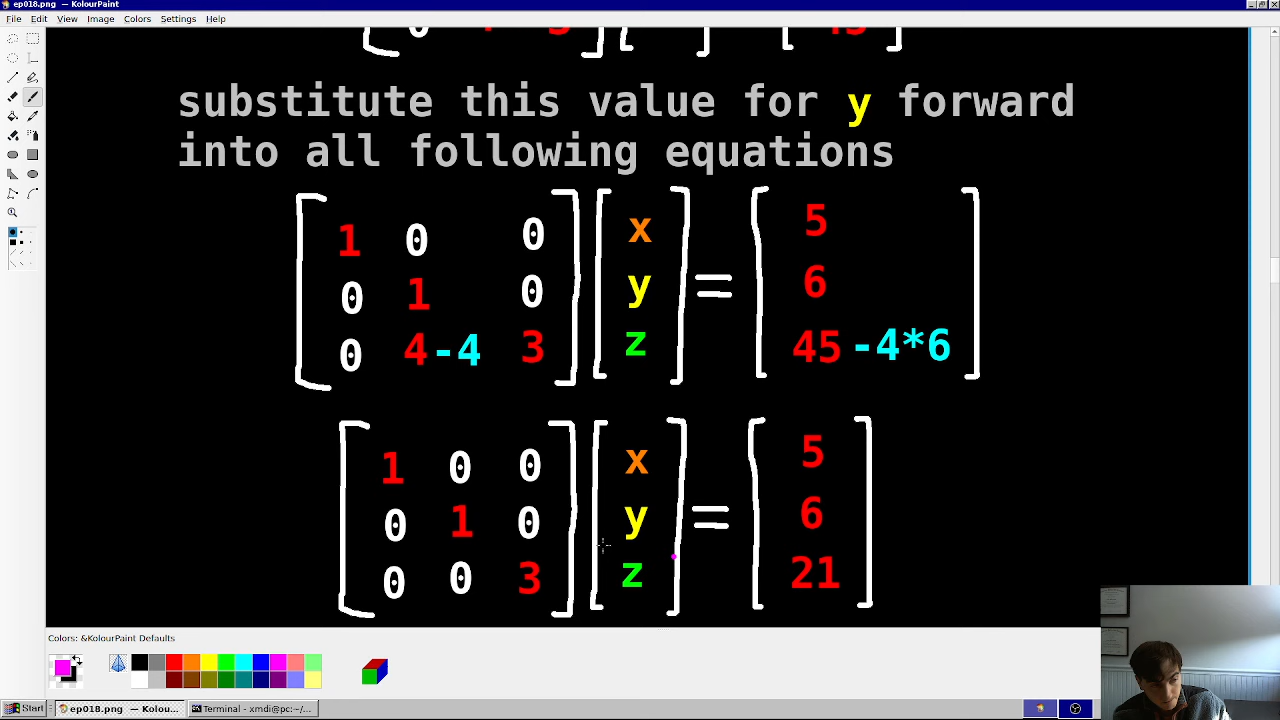 ep018.png — KolourPaint
File Edit View Image Colors Settings Help
substitute this value for y forward
into all following equations
1 0 0 x 5
0 1 0 y = 6
0 4-4 3 z 45-4*6
1 0 0 x 5
0 1 0 y = 6
0 0 3 z 21
Colors: &KolourPaint Defaults
Start ep018.png — Kolou... Terminal - xmdi@pc:~/...